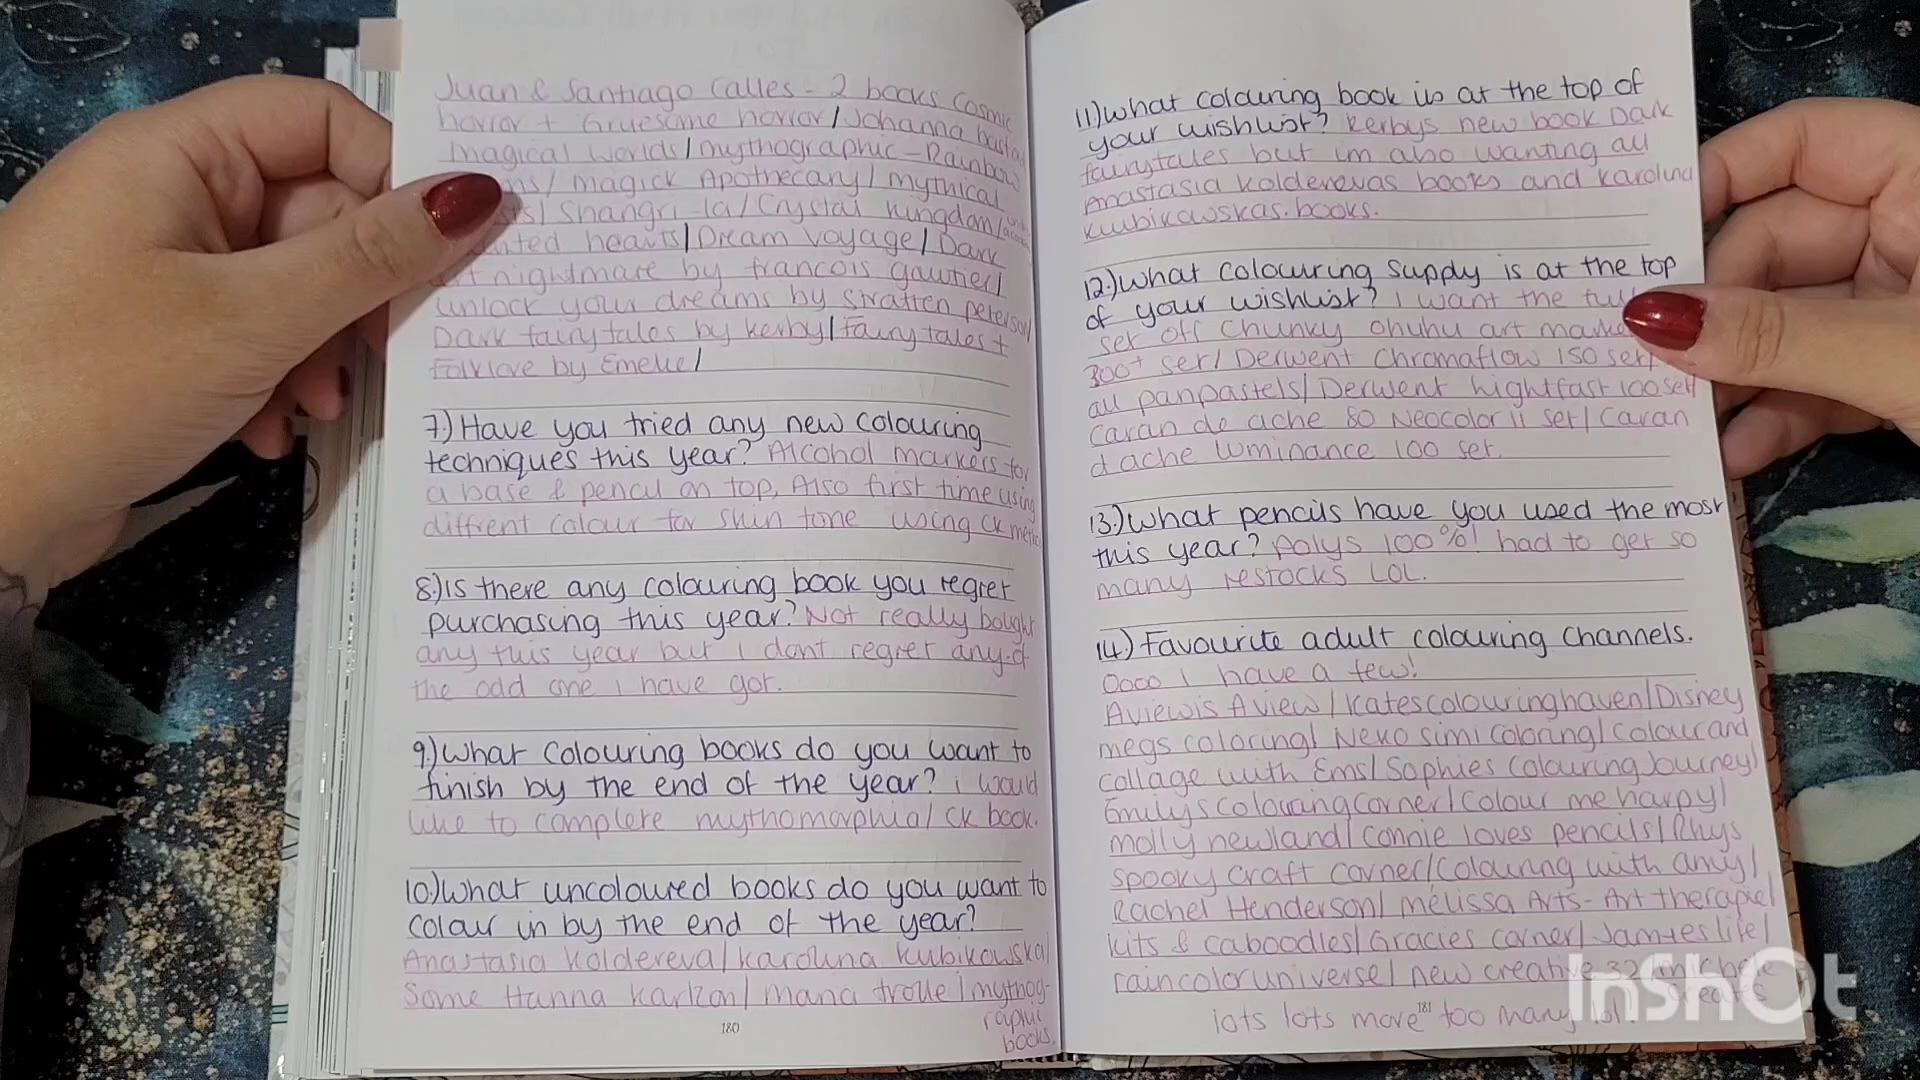 Juan & Santiago Calles - 2 books Cosmic
horror + Gruesome horror/Johanna
magical worlds/mythographic - Rainbow
magick Apothecary/mythical
Shangri-la/Crystal kingdom/
hearts/Dream voyage/Dark
nightmare by francois gautier/
unlock your dreams by Stratten peterson/
Dark fairytales by kerby/fairytales +
Folklore by Emelie/
7.) Have you tried any new colouring
techniques this year? Alcohol markers for
a base & pencil on top, Also first time using
diffrent colour for skin tone using CK
8.) Is there any colouring book you regret
purchasing this year? Not really bought
any this year but i dont regret any of
the odd one i have got.
9.) What colouring books do you want to
finish by the end of the year? i would
like to complete mythomorphia/CK book.
10.) What uncoloured books do you want to
colour in by the end of the year?
Anastasia Koldereva/Karolina Kubikowska/
Some Hanna Karlzon/mana trolle/mythog-
raphic
books.
180
11) What colouring book is at the top of
your wishlist? Kerbys new book Dark
fairytales but im also wanting all
Anastasia Kolderevas books and Karolina
Kubikowskas. books.
12.) What colouring supply is at the top
of your wishlist? I want the full
set off chunky ohuhu art
300+ set/Derwent Chromaflow 150 set/
all panpastels/Derwent lightfast 100 set/
Caran de ache 80 Neocolor ii set/Caran
d ache luminance 100 set.
13.) What pencils have you used the most
this year? Polys 100%! had to get so
many restocks LOL.
14.) Favourite adult colouring channels.
Oooo i have a few!
Aviewis Aview/Katescolouringhaven/Disney
megs coloring/Neko simi coloring/Colour and
collage with Ems/Sophies colouring Journey/
Emilys colouring corner/Colour me harpy/
molly newland/Connie loves pencils/Rhys
spooky craft corner/Colouring with amy/
Rachel Henderson/mélissa Arts - Art therapie/
Kits & caboodles/Gracies corner/Jamies life/
raincoloruniverse/new creative
lots lots more too many lol.
181
InShOt